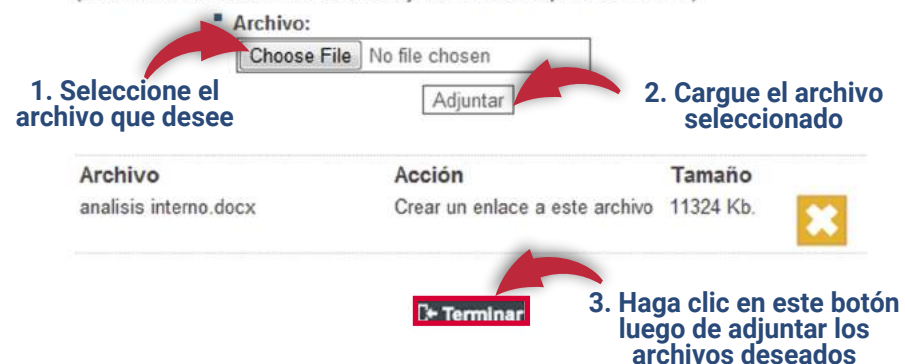 Archivo:
Choose File No file chosen
1. Seleccione el
archivo que desee
Adjuntar
2. Cargue el archivo
seleccionado
Archivo Acción Tamaño
analisis interno.docx Crear un enlace a este archivo 11324 Kb.
Terminar
3. Haga clic en este botón
luego de adjuntar los
archivos deseados